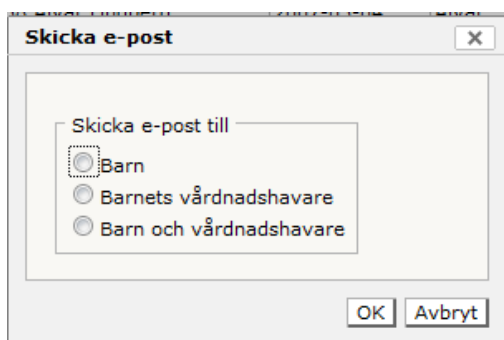 Skicka e-post
Skicka e-post till
Barn
Barnets vårdnadshavare
Barn och vårdnadshavare
OK Avbryt